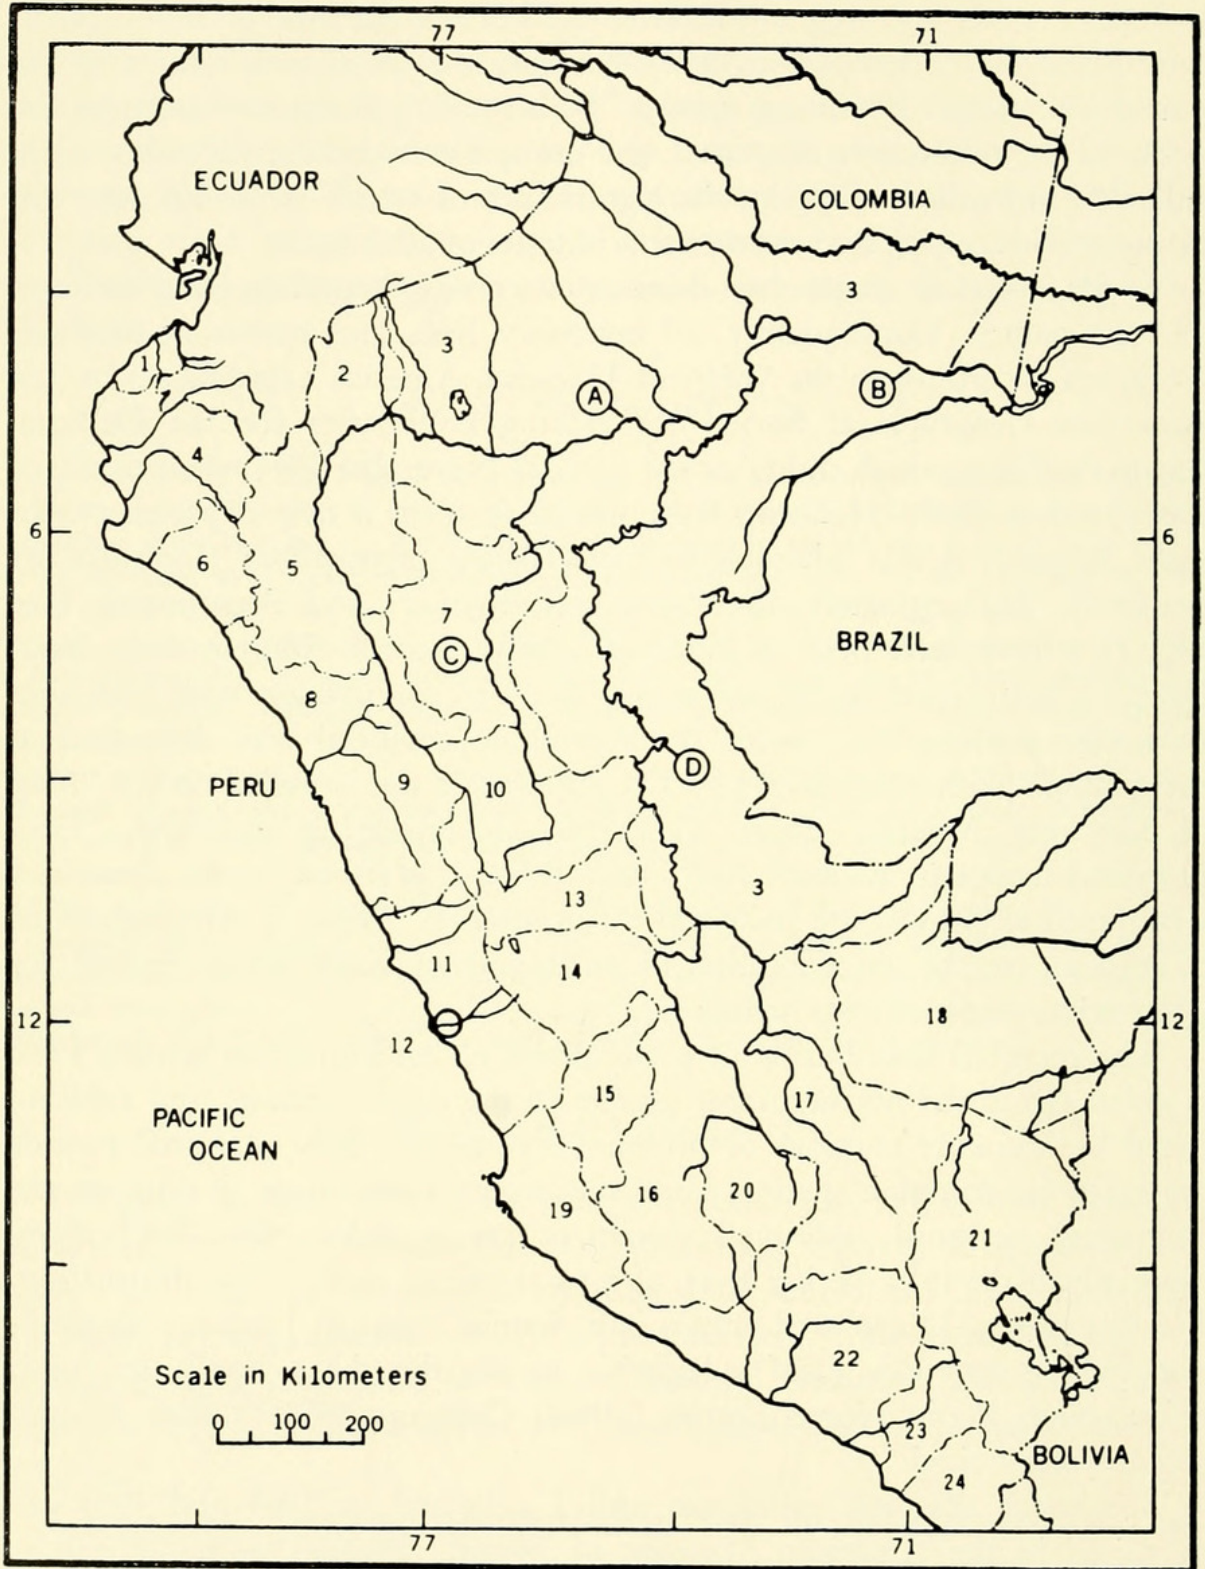 77 71
ECUADOR
COLOMBIA
3
1
2
3
A
B
4
6
6
6
5
7
BRAZIL
C
8
D
PERU
9
10
3
13
11
14
12
12
18
12
15
17
PACIFIC
OCEAN
16
20
19
21
22
Scale in Kilometers
0 100 200
23
BOLIVIA
24
77 71